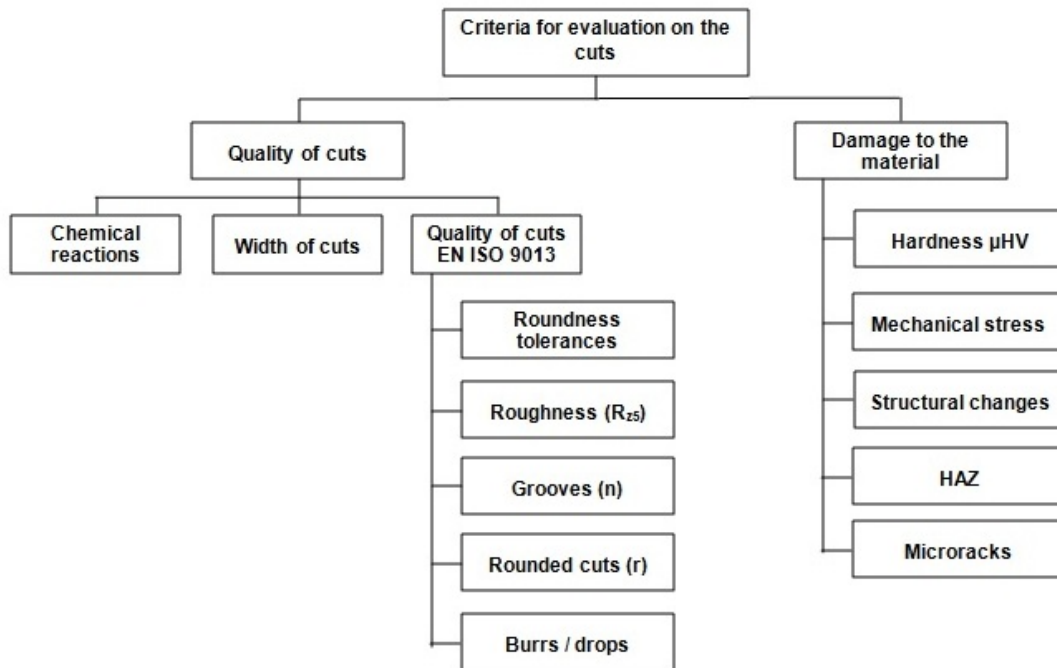 Criteria for evaluation on the
cuts
Quality of cuts
Damage to the
material
Chemical
reactions
Width of cuts
Quality of cuts
EN ISO 9013
Roundness
tolerances
Roughness (Rz5)
Grooves (n)
Rounded cuts (r)
Burrs / drops
Hardness µHV
Mechanical stress
Structural changes
HAZ
Microracks